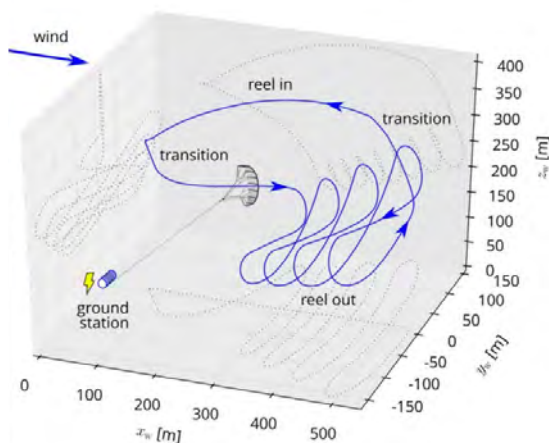 wind
reel in
transition
transition
ground
station
reel out
400
350
300
250
200
150
100
50
0
z_w [m]
150
100
50
0
-50
-100
-150
y_w [m]
0
100
200
300
400
500
x_w [m]